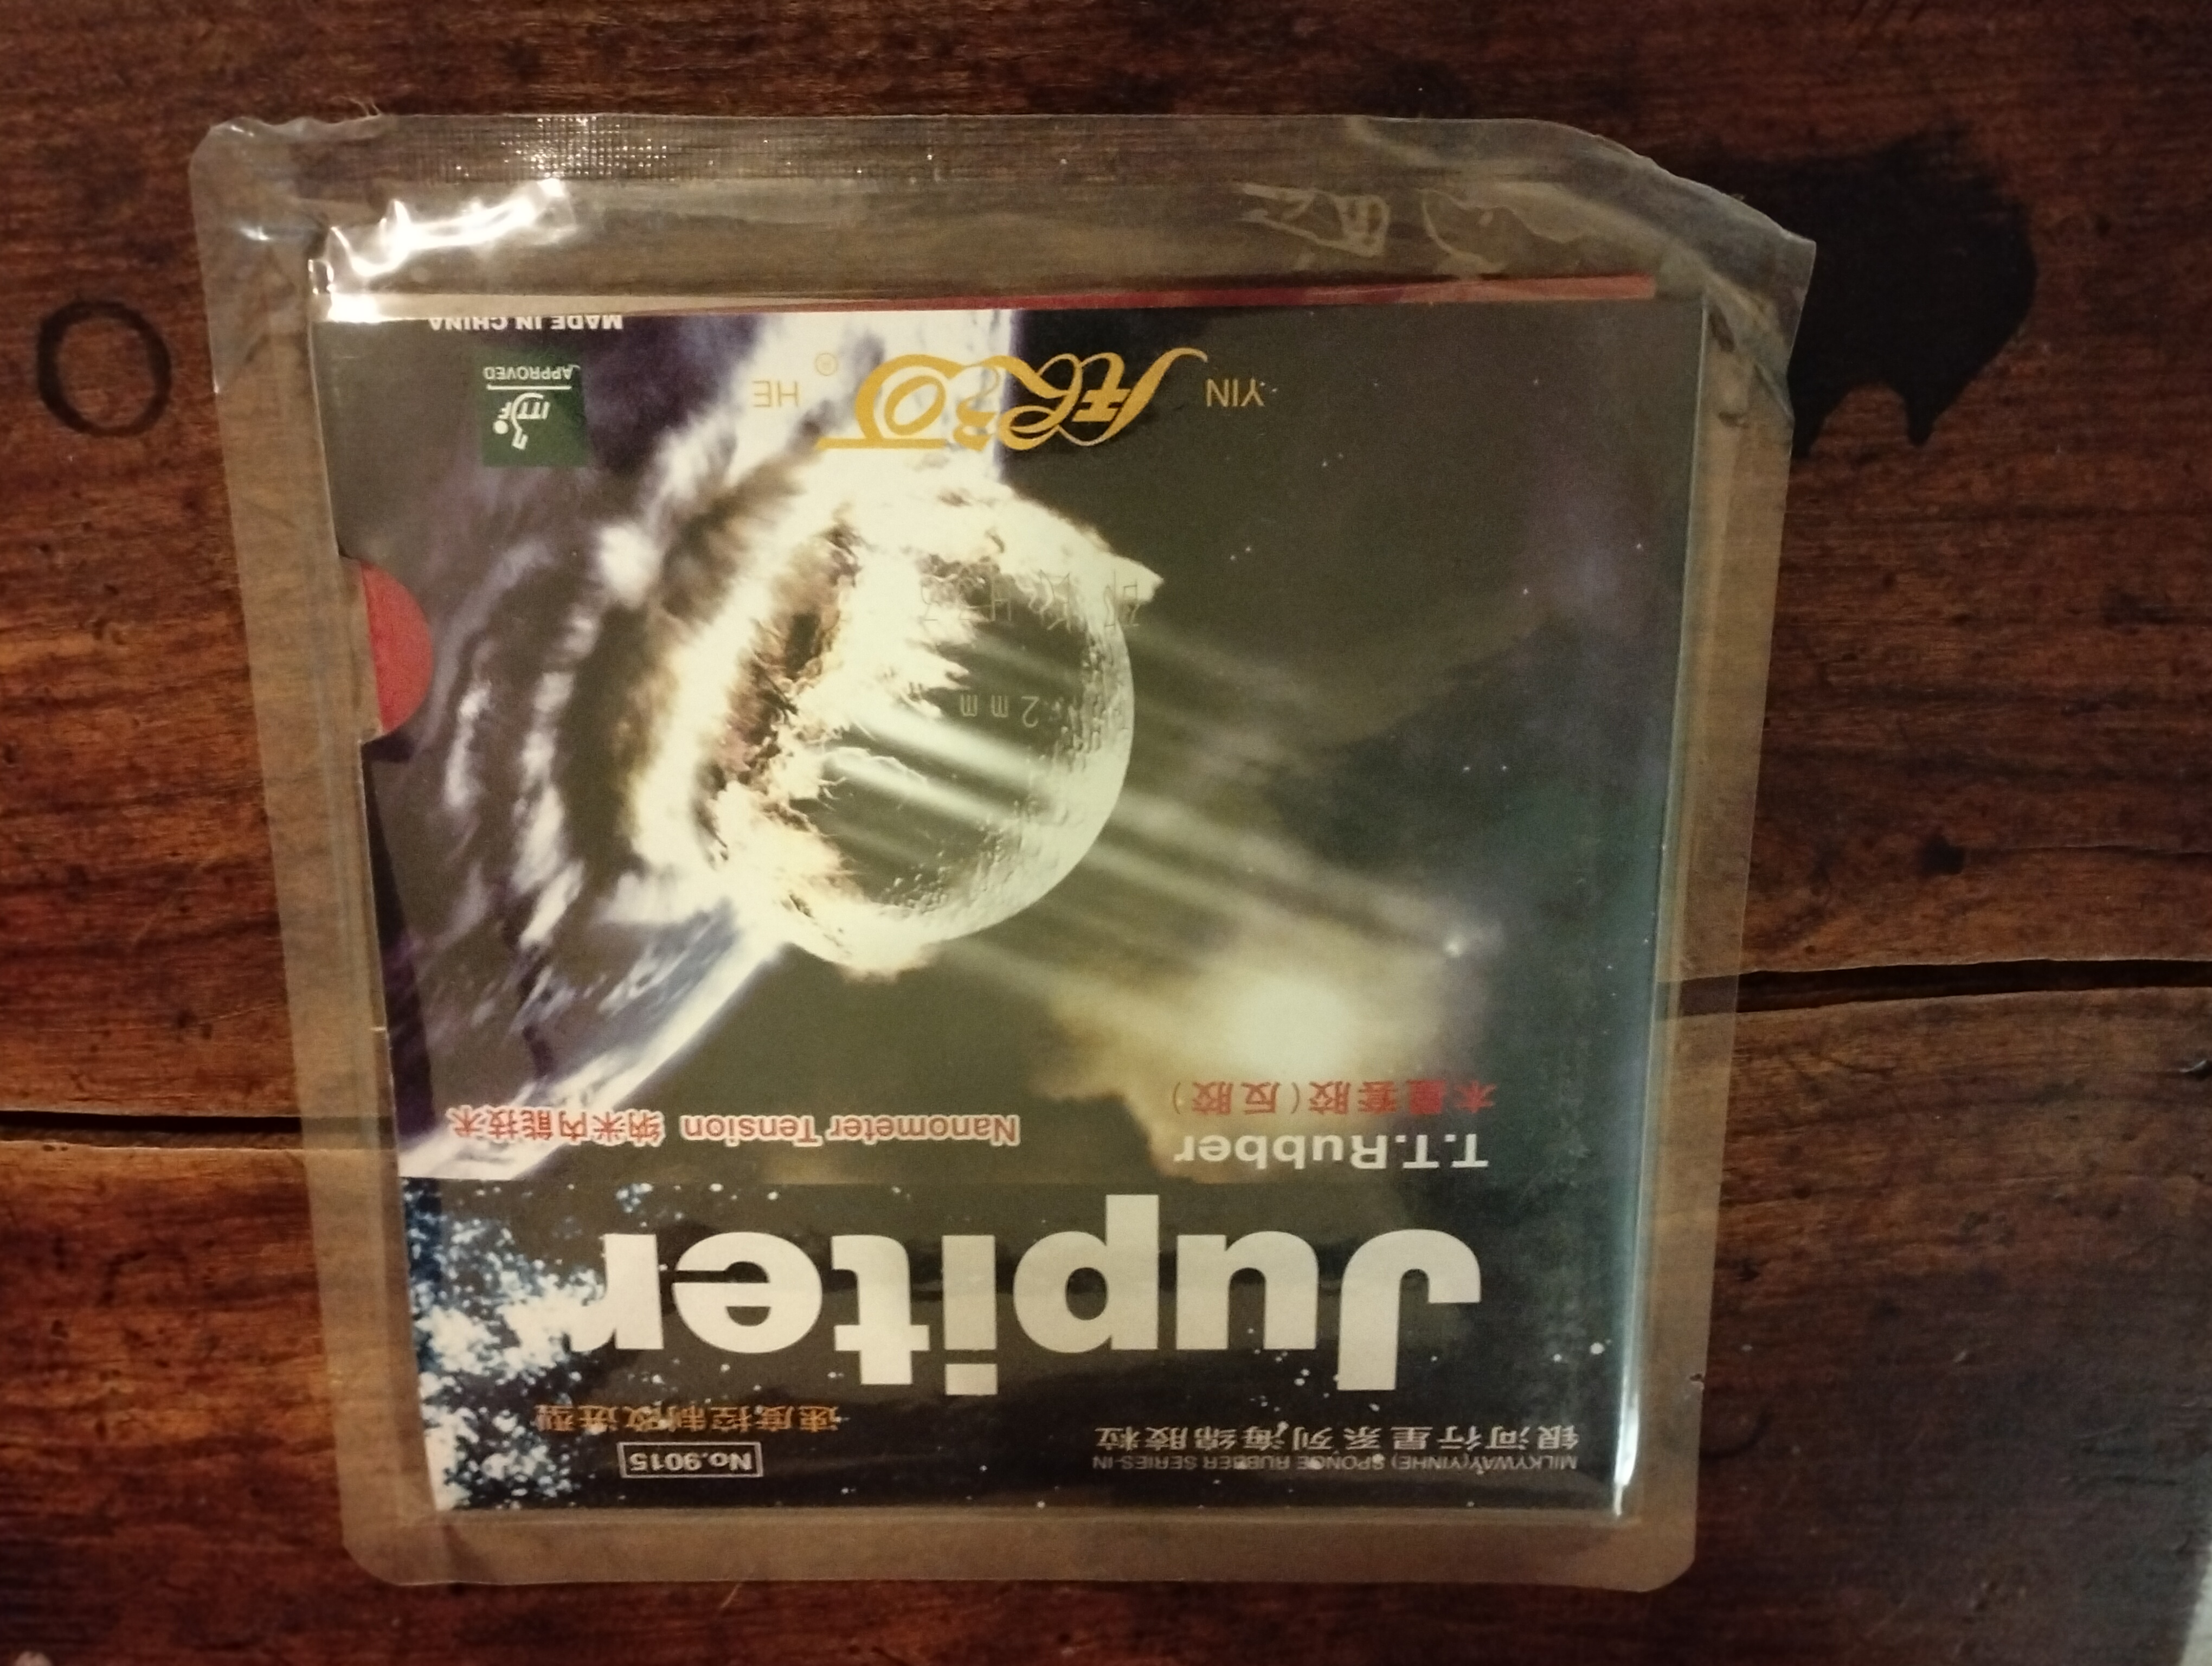 MILKYWAY(YINHE) SPONGE RUBBER SERIES-IN
银河行星系列海绵胶粒
No.9015
速度控制改进型
Jupiter
T.T.Rubber
木星套胶(反胶)
Nanometer Tension 纳米内能技术
2mm
YIN
HE ®
ITTF
APPROVED
MADE IN CHINA